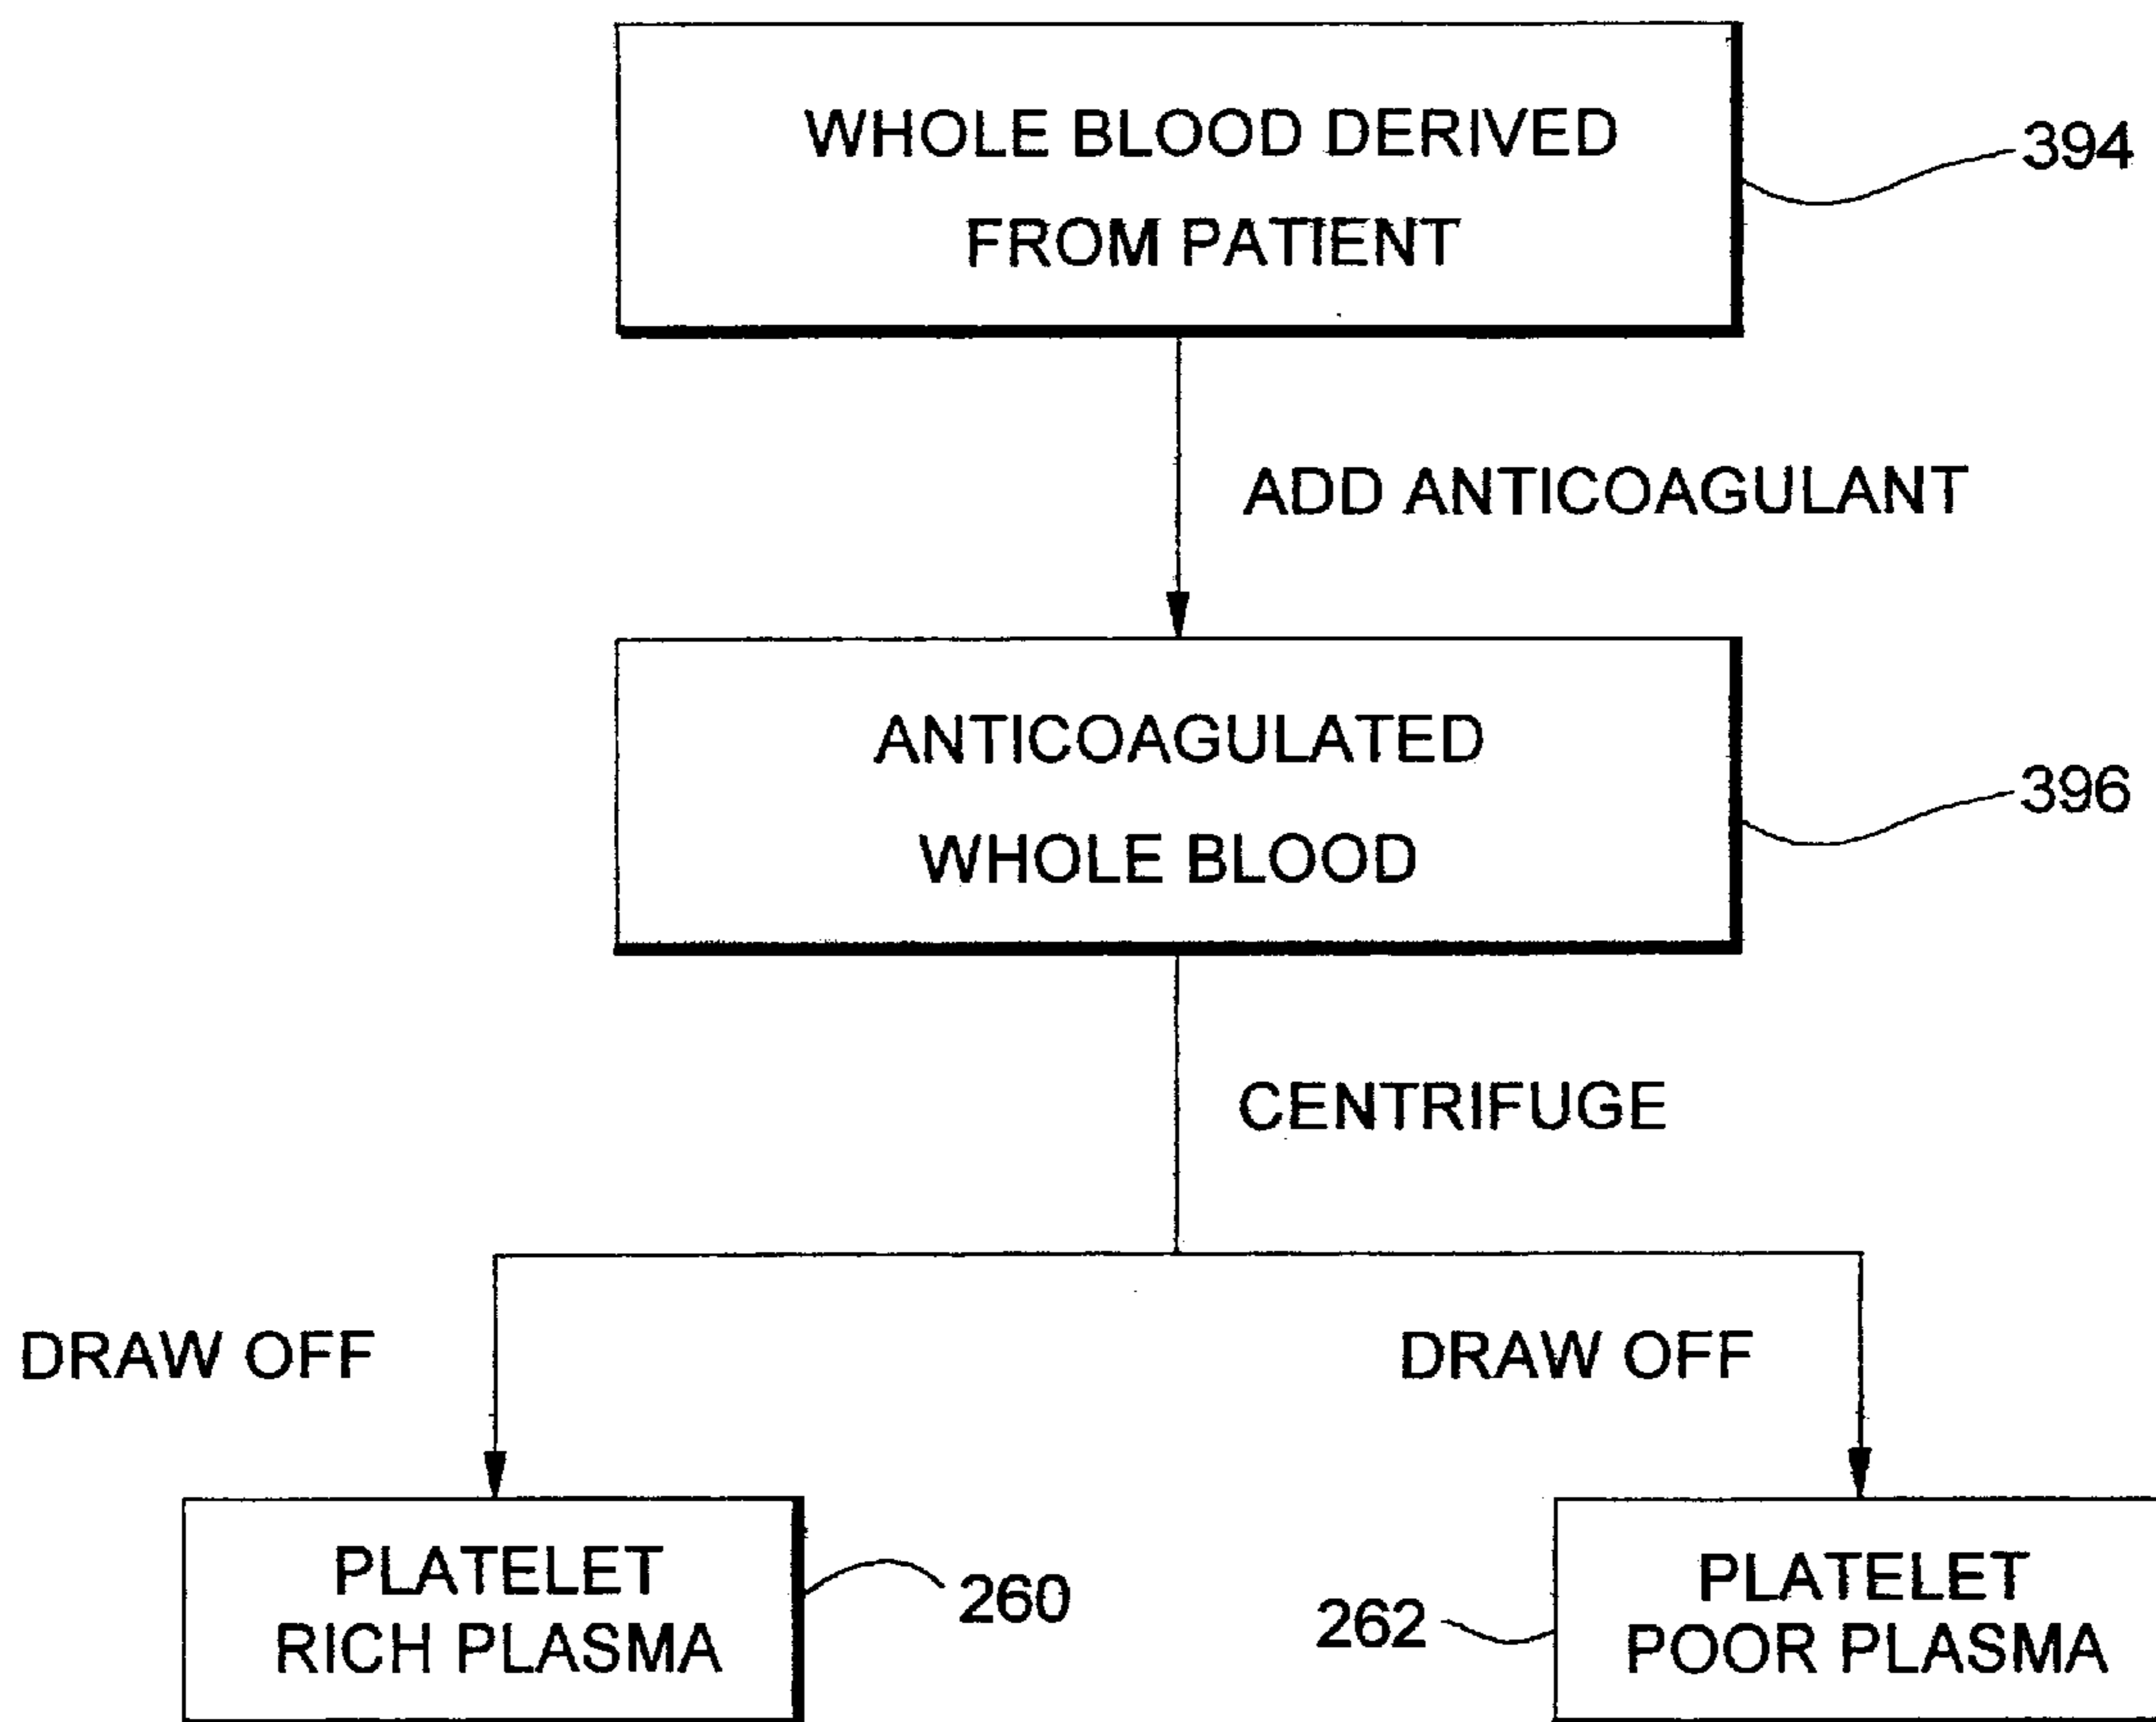 WHOLE BLOOD DERIVED
FROM PATIENT
394
ADD ANTICOAGULANT
ANTICOAGULATED
WHOLE BLOOD
396
CENTRIFUGE
DRAW OFF
DRAW OFF
PLATELET
RICH PLASMA
260
262
PLATELET
POOR PLASMA